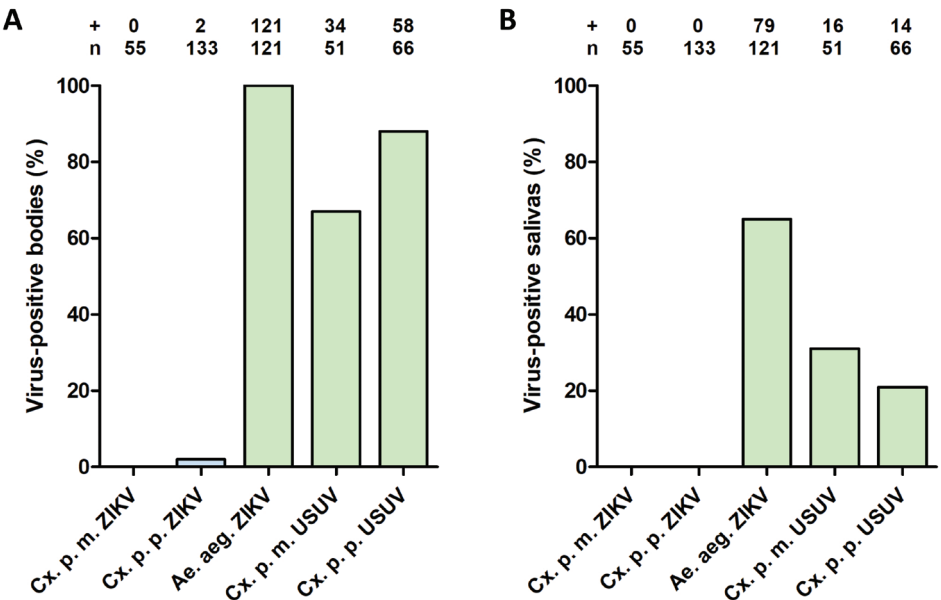 A
+ 0 2 121 34 58
n 55 133 121 51 66
Virus-positive bodies (%)
100
80
60
40
20
0
Cx. p. m. ZIKV
Cx. p. p. ZIKV
Ae. aeg. ZIKV
Cx. p. m. USUV
Cx. p. p. USUV
B
+ 0 0 79 16 14
n 55 133 121 51 66
Virus-positive salivas (%)
100
80
60
40
20
0
Cx. p. m. ZIKV
Cx. p. p. ZIKV
Ae. aeg. ZIKV
Cx. p. m. USUV
Cx. p. p. USUV